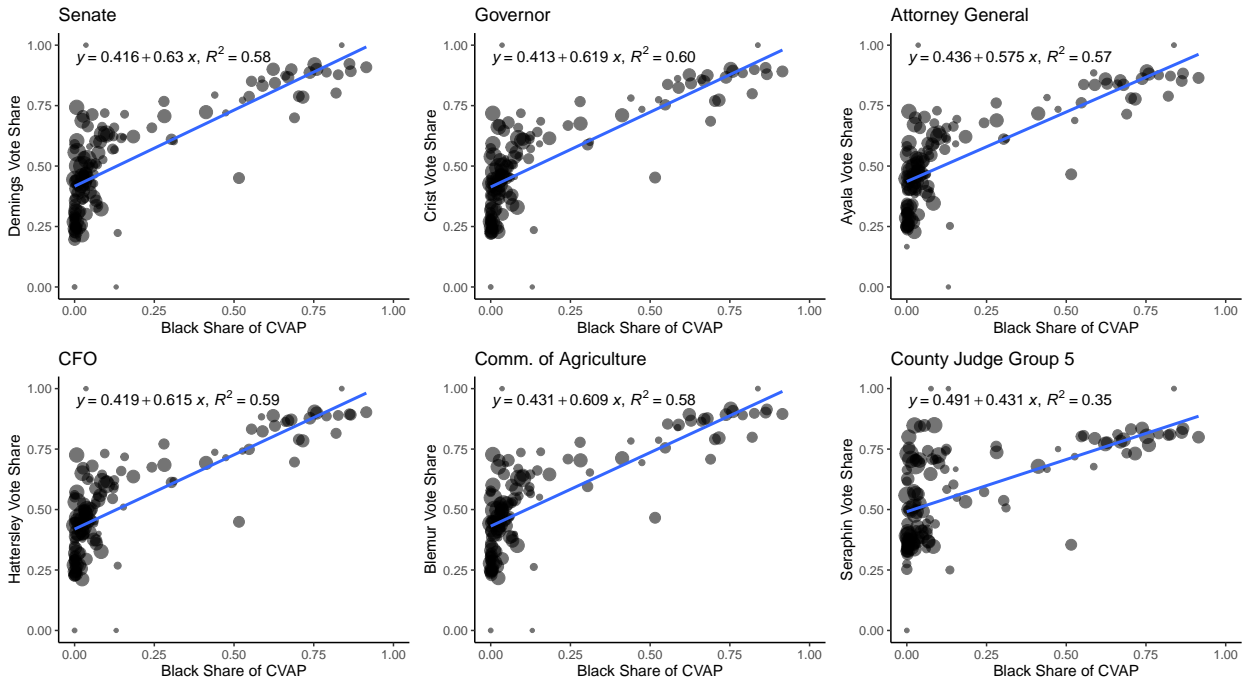 Senate
y = 0.416 + 0.63 x, R² = 0.58
1.00
0.75
0.50
0.25
0.00
Demings Vote Share
0.00 0.25 0.50 0.75 1.00
Black Share of CVAP
Governor
y = 0.413 + 0.619 x, R² = 0.60
1.00
0.75
0.50
0.25
0.00
Crist Vote Share
0.00 0.25 0.50 0.75 1.00
Black Share of CVAP
Attorney General
y = 0.436 + 0.575 x, R² = 0.57
1.00
0.75
0.50
0.25
0.00
Ayala Vote Share
0.00 0.25 0.50 0.75 1.00
Black Share of CVAP
CFO
y = 0.419 + 0.615 x, R² = 0.59
1.00
0.75
0.50
0.25
0.00
Hattersley Vote Share
0.00 0.25 0.50 0.75 1.00
Black Share of CVAP
Comm. of Agriculture
y = 0.431 + 0.609 x, R² = 0.58
1.00
0.75
0.50
0.25
0.00
Blemur Vote Share
0.00 0.25 0.50 0.75 1.00
Black Share of CVAP
County Judge Group 5
y = 0.491 + 0.431 x, R² = 0.35
1.00
0.75
0.50
0.25
0.00
Seraphin Vote Share
0.00 0.25 0.50 0.75 1.00
Black Share of CVAP